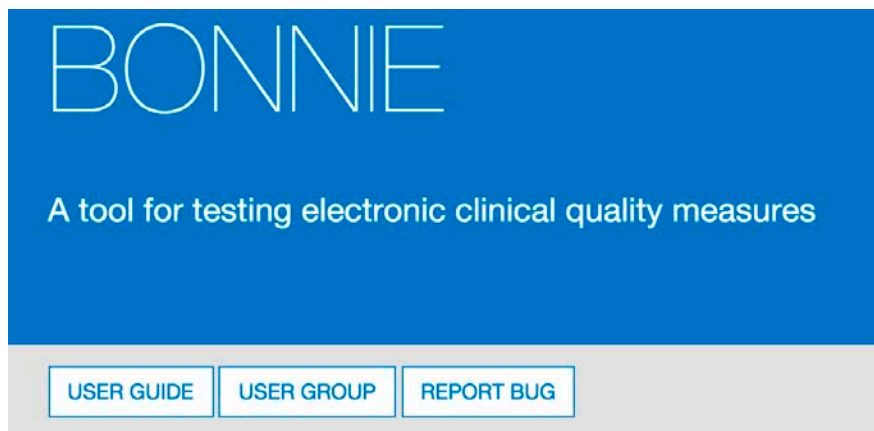 BONNIE
A tool for testing electronic clinical quality measures
USER GUIDE USER GROUP REPORT BUG